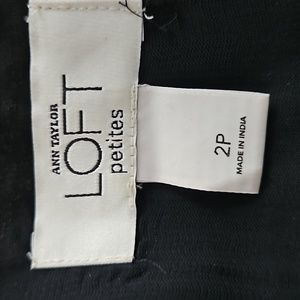 ANN TAYLOR
LOFT
petites
2P
MADE IN INDIA